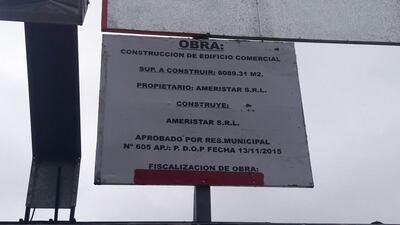 OBRA:
CONSTRUCCION DE EDIFICIO COMERCIAL
SUP. A CONSTRUIR: 6089.31 M2.
PROPIETARIO: AMERISTAR S.R.L.
CONSTRUYE:
AMERISTAR S.R.L.
APROBADO POR RES.MUNICIPAL
Nº 605 AP./: P. D.O.P FECHA 13/11/2015
FISCALIZACION DE OBRA: